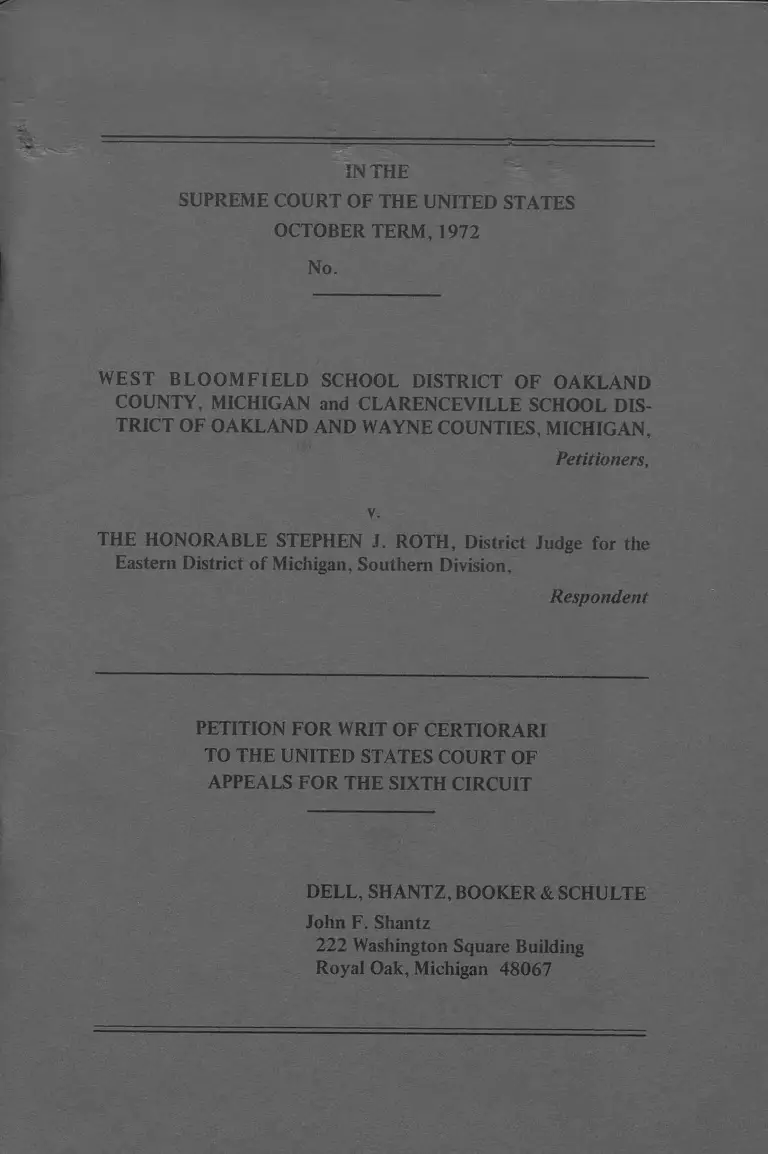 IN THE
SUPREME COURT OF THE UNITED STATES
OCTOBER TERM, 1972
No.
WEST BLOOMFIELD SCHOOL DISTRICT OF OAKLAND
COUNTY, MICHIGAN and CLARENCEVILLE SCHOOL DIS-
TRICT OF OAKLAND AND WAYNE COUNTIES, MICHIGAN,
Petitioners,
v.
THE HONORABLE STEPHEN J. ROTH, District Judge for the
Eastern District of Michigan, Southern Division,
Respondent
PETITION FOR WRIT OF CERTIORARI
TO THE UNITED STATES COURT OF
APPEALS FOR THE SIXTH CIRCUIT
DELL, SHANTZ, BOOKER & SCHULTE
John F. Shantz
222 Washington Square Building
Royal Oak, Michigan 48067